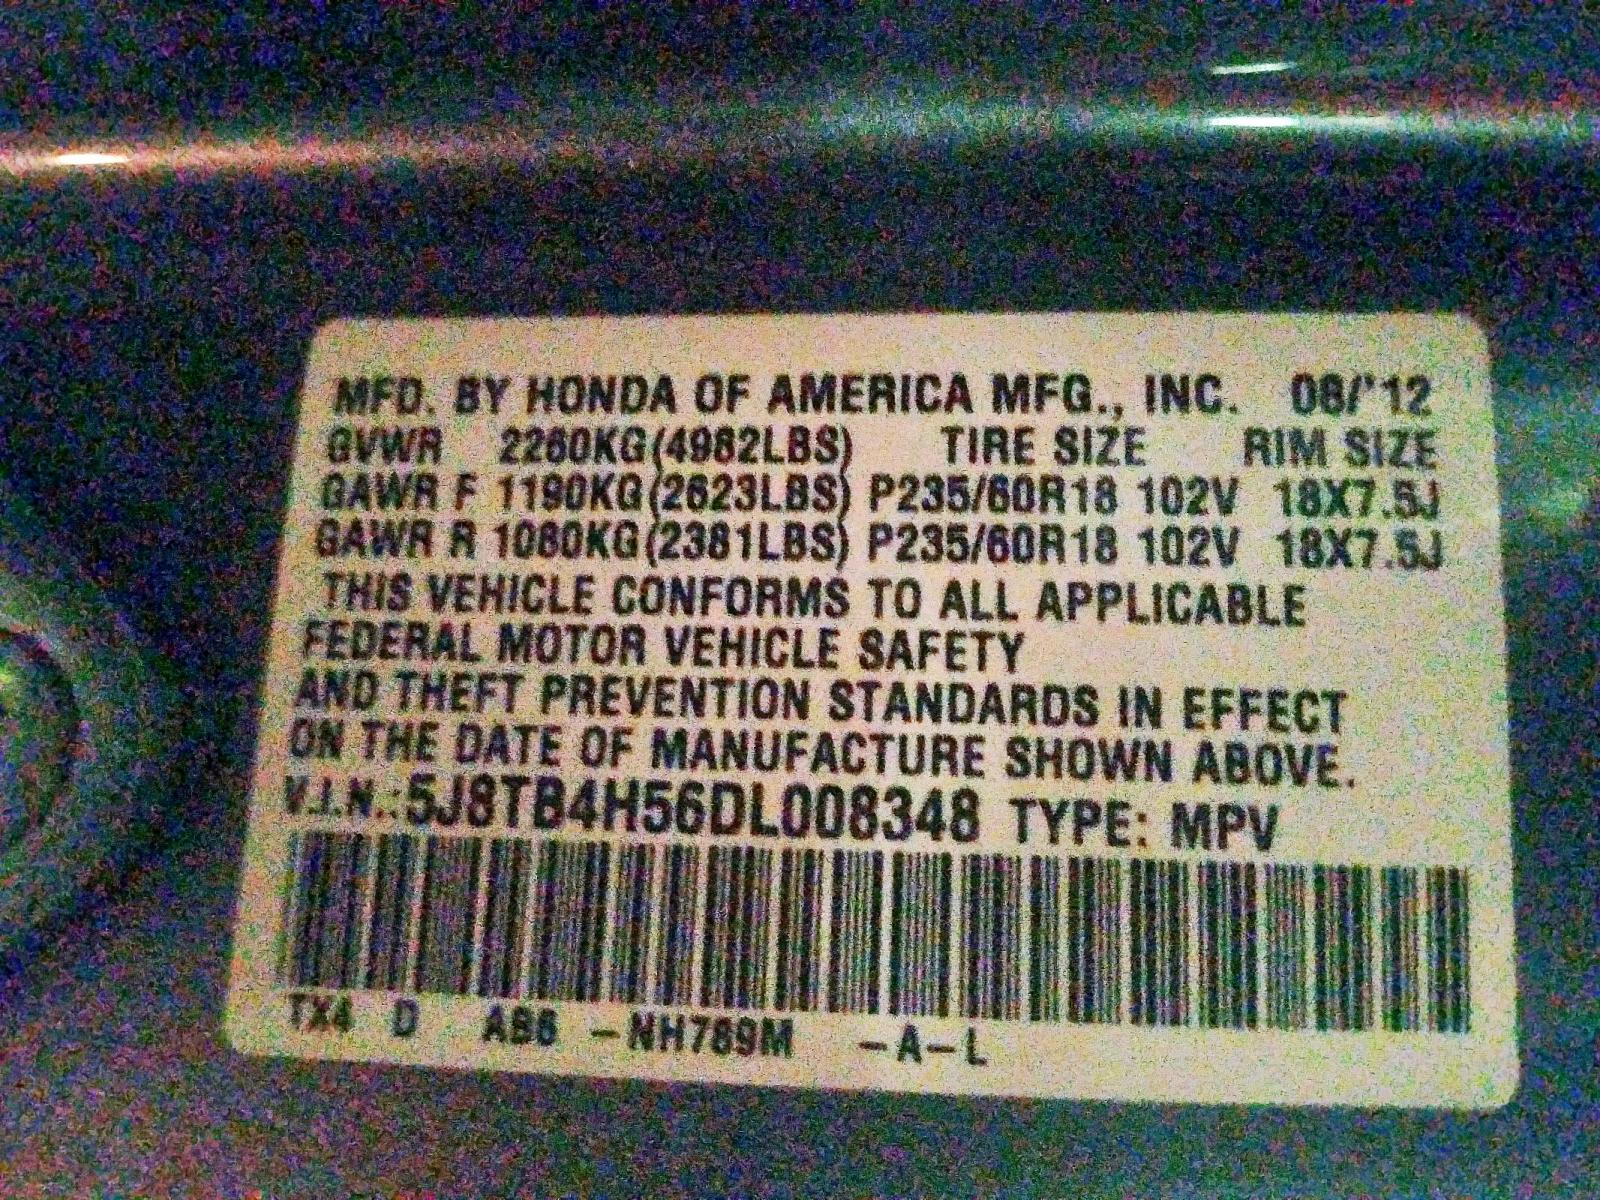 MFD. BY HONDA OF AMERICA MFG., INC. 08/'12
GVWR 2260KG(4982LBS) TIRE SIZE RIM SIZE
GAWR F 1190KG(2623LBS) P235/60R18 102V 18X7.5J
GAWR R 1080KG(2381LBS) P235/60R18 102V 18X7.5J
THIS VEHICLE CONFORMS TO ALL APPLICABLE
FEDERAL MOTOR VEHICLE SAFETY
AND THEFT PREVENTION STANDARDS IN EFFECT
ON THE DATE OF MANUFACTURE SHOWN ABOVE.
V.I.N.:5J8TB4H56DL008348 TYPE: MPV
TX4 D AB6 -NH789M -A-L